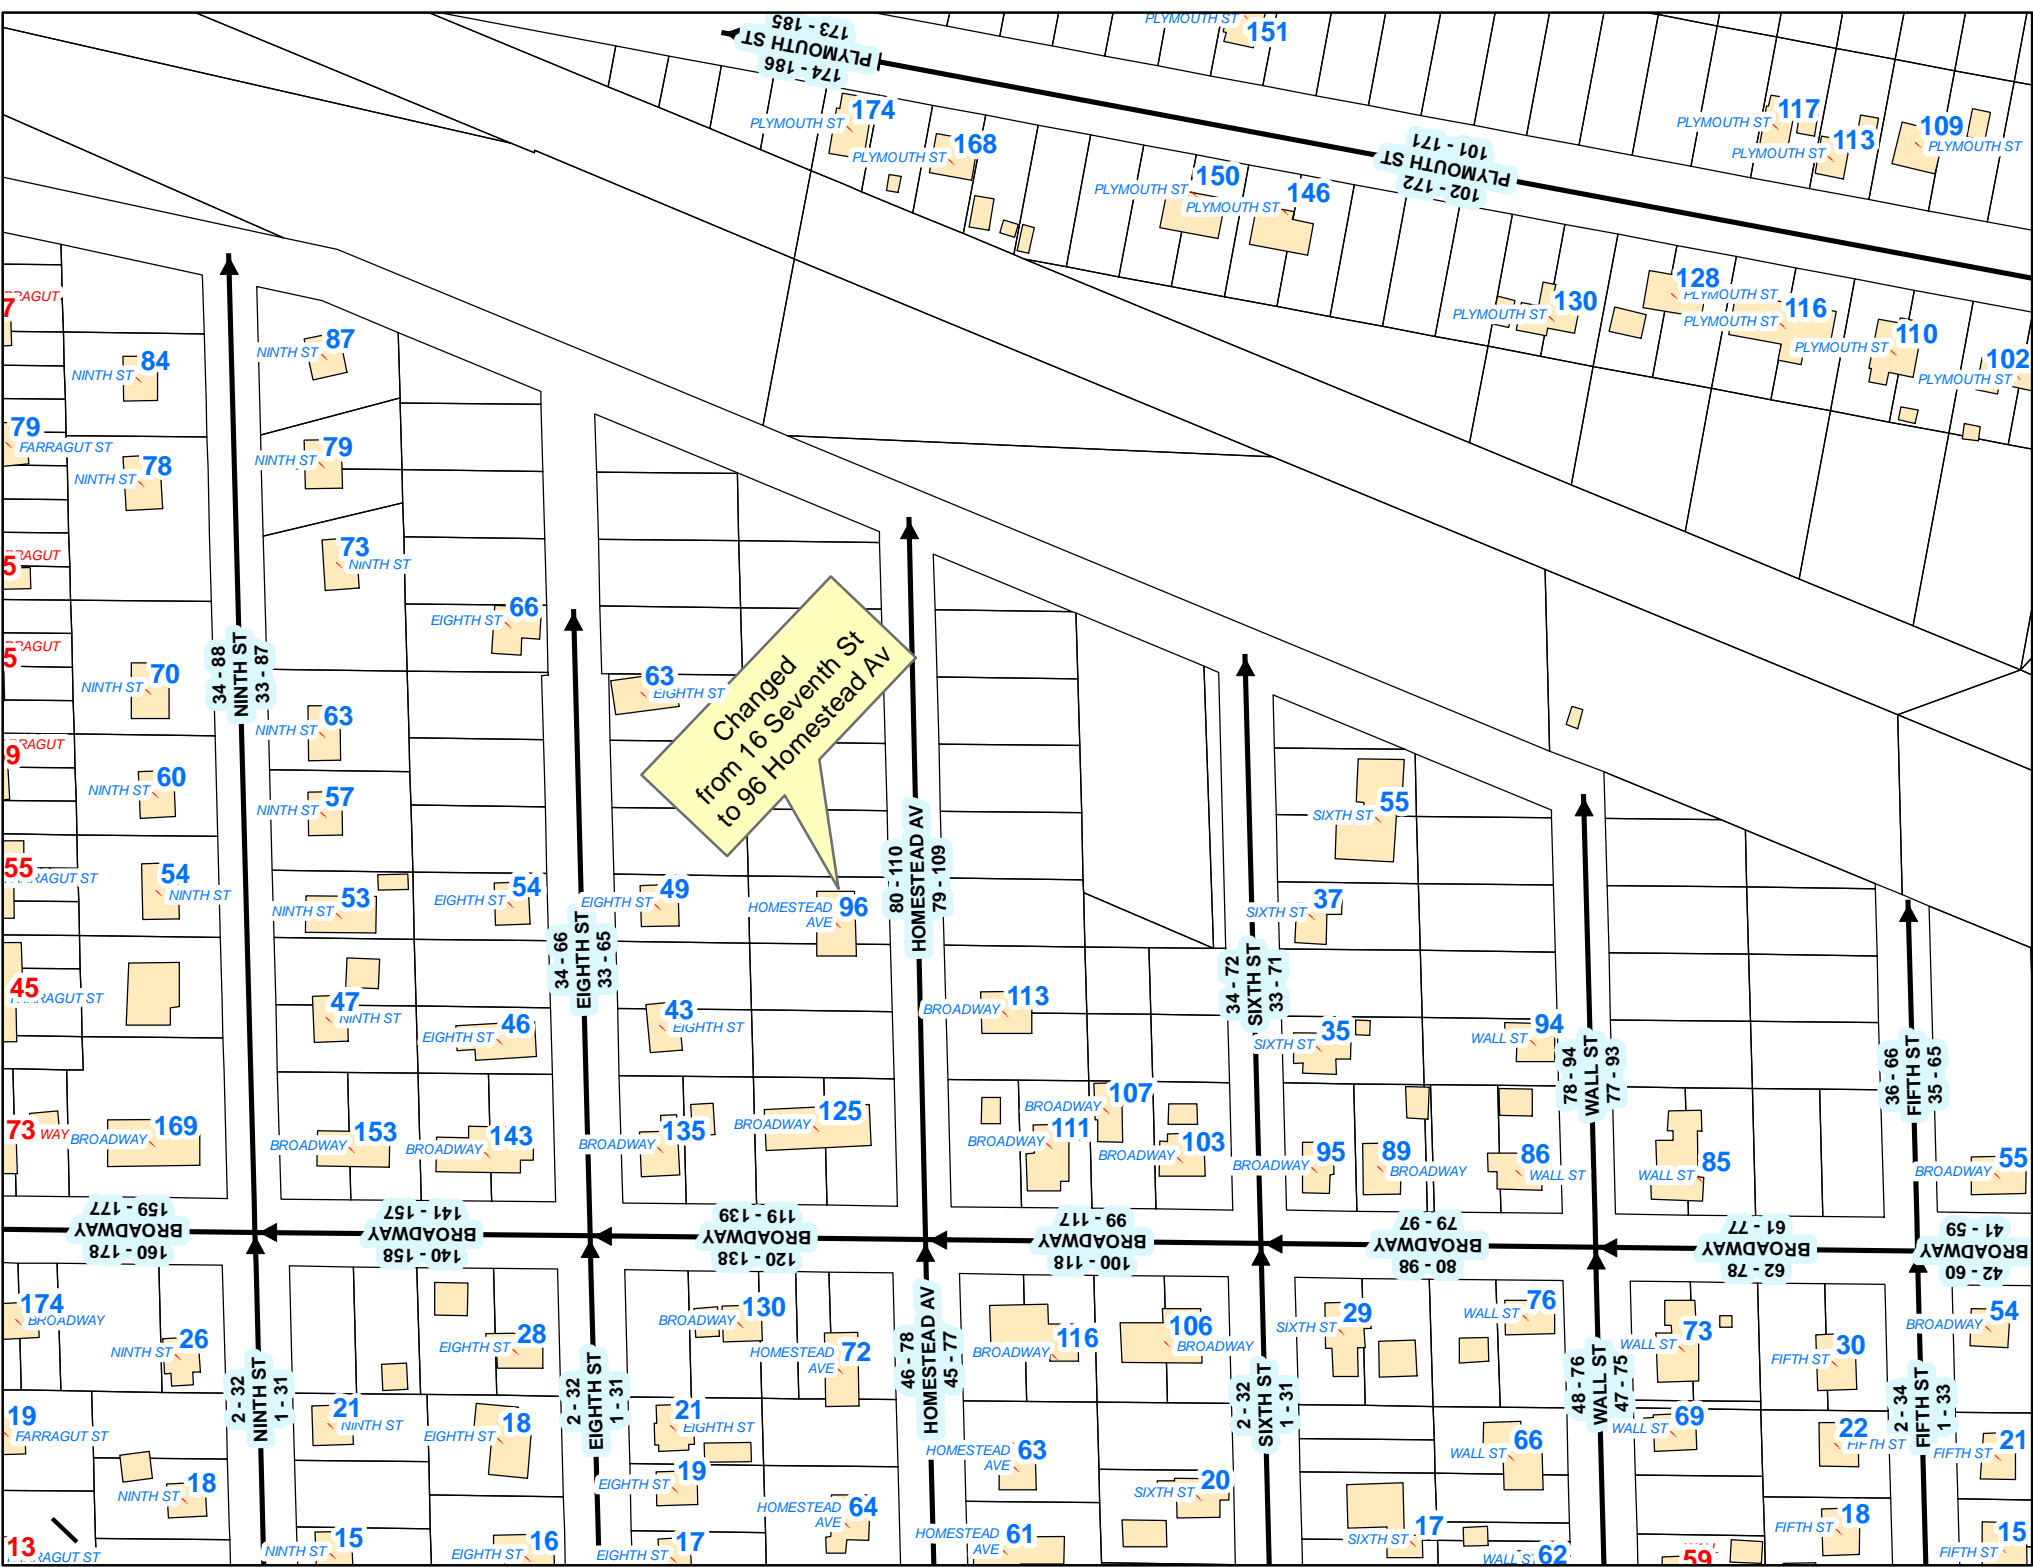 PLYMOUTH ST
151
173 - 185
PLYMOUTH ST
174 - 186
PLYMOUTH ST 174
PLYMOUTH ST 168
PLYMOUTH ST 150
PLYMOUTH ST 146
101 - 171
PLYMOUTH ST
102 - 172
PLYMOUTH ST 117
PLYMOUTH ST 113
109
PLYMOUTH ST
PLYMOUTH ST 130
128
PLYMOUTH ST
PLYMOUTH ST 116
PLYMOUTH ST 110
PLYMOUTH ST 102
NINTH ST 84
NINTH ST 87
79
FARRAGUT ST
NINTH ST 78
NINTH ST 79
73
NINTH ST
EIGHTH ST 66
NINTH ST 70
34 - 88
NINTH ST
33 - 87
NINTH ST 63
63
EIGHTH ST
Changed
from 16 Seventh St
to 96 Homestead Av
NINTH ST 60
NINTH ST 57
SIXTH ST 55
55
54
NINTH ST
NINTH ST 53
EIGHTH ST 54
EIGHTH ST 49
HOMESTEAD
AVE 96
80 - 110
HOMESTEAD AV
79 - 109
SIXTH ST 37
34 - 66
EIGHTH ST
33 - 65
34 - 72
SIXTH ST
33 - 71
45
47
NINTH ST
EIGHTH ST 46
43
EIGHTH ST
BROADWAY 113
SIXTH ST 35
WALL ST 94
78 - 94
WALL ST
77 - 93
36 - 66
FIFTH ST
35 - 65
73 WAY
BROADWAY 169
BROADWAY 153
BROADWAY 143
BROADWAY 135
BROADWAY 125
BROADWAY 107
BROADWAY 111
BROADWAY 103
BROADWAY 95
89
BROADWAY
86
WALL ST
WALL ST 85
BROADWAY 55
159 - 177
BROADWAY
160 - 178
141 - 157
BROADWAY
140 - 158
119 - 139
BROADWAY
120 - 138
99 - 117
BROADWAY
100 - 118
79 - 97
BROADWAY
80 - 98
61 - 77
BROADWAY
62 - 78
41 - 59
BROADWAY
42 - 60
174
BROADWAY
NINTH ST 26
EIGHTH ST 28
BROADWAY 130
HOMESTEAD
AVE 72
46 - 78
HOMESTEAD AV
45 - 77
BROADWAY 116
106
BROADWAY
SIXTH ST 29
WALL ST 76
WALL ST 73
FIFTH ST 30
BROADWAY 54
2 - 32
NINTH ST
1 - 31
2 - 32
EIGHTH ST
1 - 31
2 - 32
SIXTH ST
1 - 31
48 - 76
WALL ST
47 - 75
2 - 34
FIFTH ST
1 - 33
19
FARRAGUT ST
21
NINTH ST
EIGHTH ST 18
21
EIGHTH ST
HOMESTEAD
AVE 63
WALL ST 66
WALL ST 69
22
FIFTH ST
FIFTH ST 21
NINTH ST 18
EIGHTH ST 19
HOMESTEAD
AVE 64
SIXTH ST 20
SIXTH ST 17
FIFTH ST 18
13
NINTH ST 15
EIGHTH ST 16
EIGHTH ST 17
HOMESTEAD
AVE 61
WALL ST 62
59
FIFTH ST 15